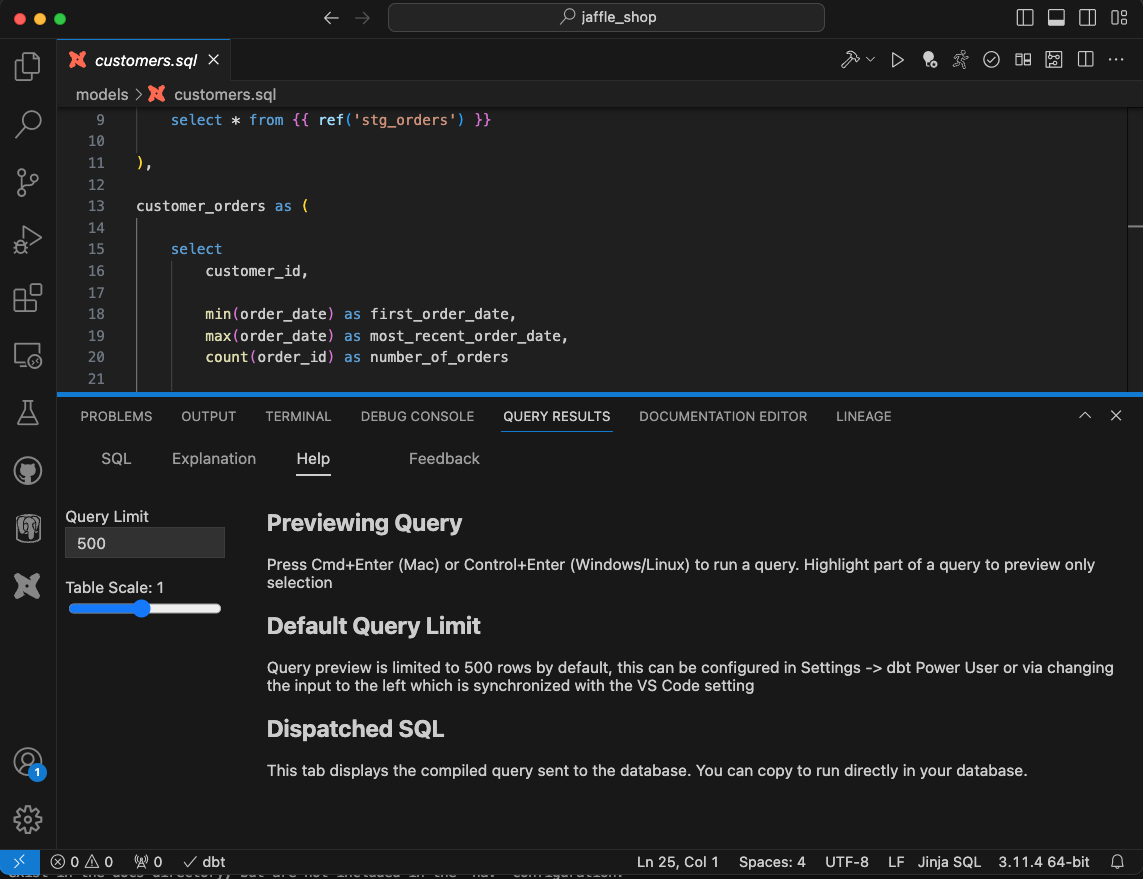 jaffle_shop
customers.sql
models > customers.sql
9 select * from {{ ref('stg_orders') }}
10
11 ),
12
13 customer_orders as (
14
15 select
16 customer_id,
17
18 min(order_date) as first_order_date,
19 max(order_date) as most_recent_order_date,
20 count(order_id) as number_of_orders
21
PROBLEMS OUTPUT TERMINAL DEBUG CONSOLE QUERY RESULTS DOCUMENTATION EDITOR LINEAGE
SQL Explanation Help Feedback
Query Limit
500
Table Scale: 1
Previewing Query
Press Cmd+Enter (Mac) or Control+Enter (Windows/Linux) to run a query. Highlight part of a query to preview only
selection
Default Query Limit
Query preview is limited to 500 rows by default, this can be configured in Settings -> dbt Power User or via changing
the input to the left which is synchronized with the VS Code setting
Dispatched SQL
This tab displays the compiled query sent to the database. You can copy to run directly in your database.
1
0 0 0 dbt Ln 25, Col 1 Spaces: 4 UTF-8 LF Jinja SQL 3.11.4 64-bit